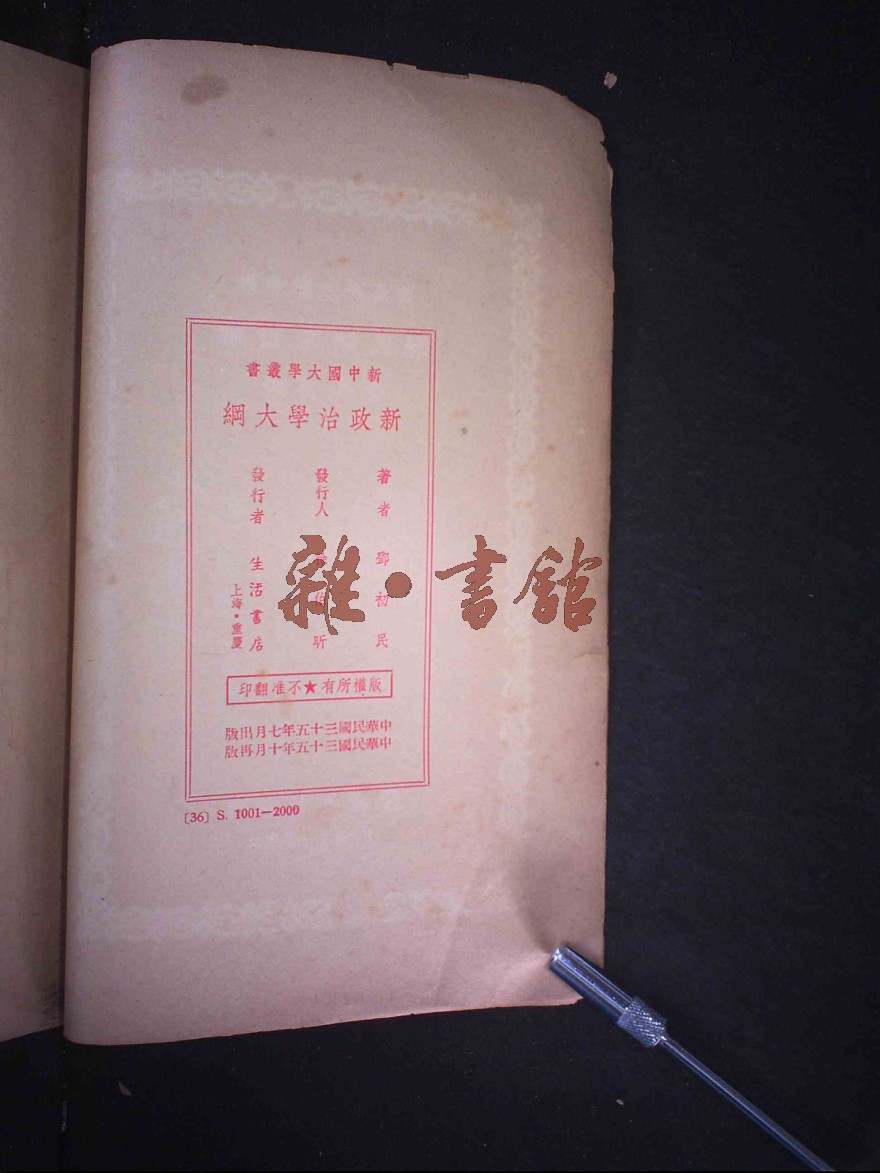 新中國大學叢書
新政治學大綱
著者 鄧初民
發行人 伯昕
發行者 生活書店
上海・重慶
版權所有★不准翻印
中華民國三十五年七月出版
中華民國三十五年十月再版
〔36〕 S. 1001—2000
雜・書館